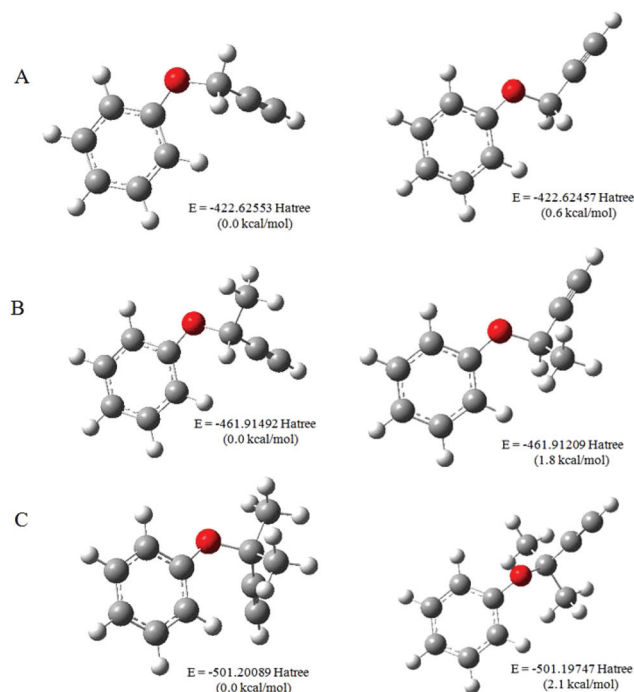 A
E = -422.62553 Hatree
(0.0 kcal/mol)
E = -422.62457 Hatree
(0.6 kcal/mol)
B
E = -461.91492 Hatree
(0.0 kcal/mol)
E = -461.91209 Hatree
(1.8 kcal/mol)
C
E = -501.20089 Hatree
(0.0 kcal/mol)
E = -501.19747 Hatree
(2.1 kcal/mol)